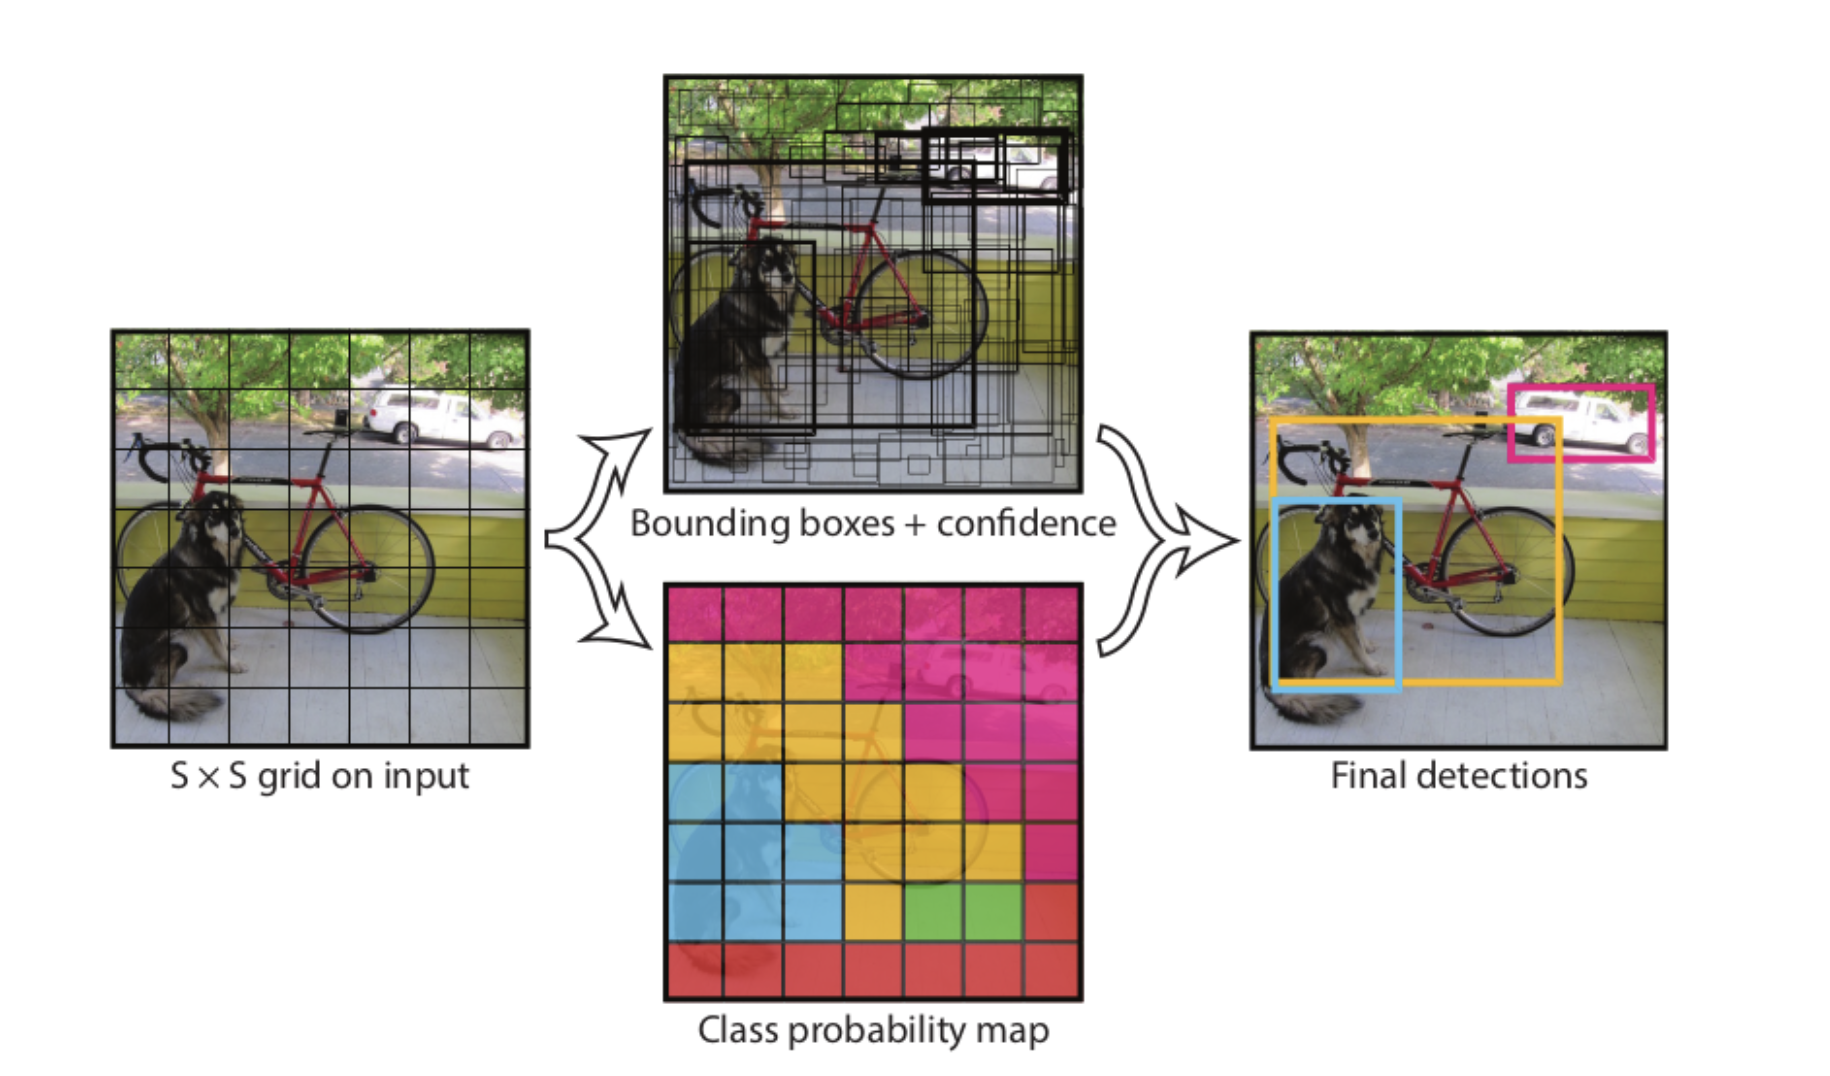 S × S grid on input
Bounding boxes + confidence
Class probability map
Final detections